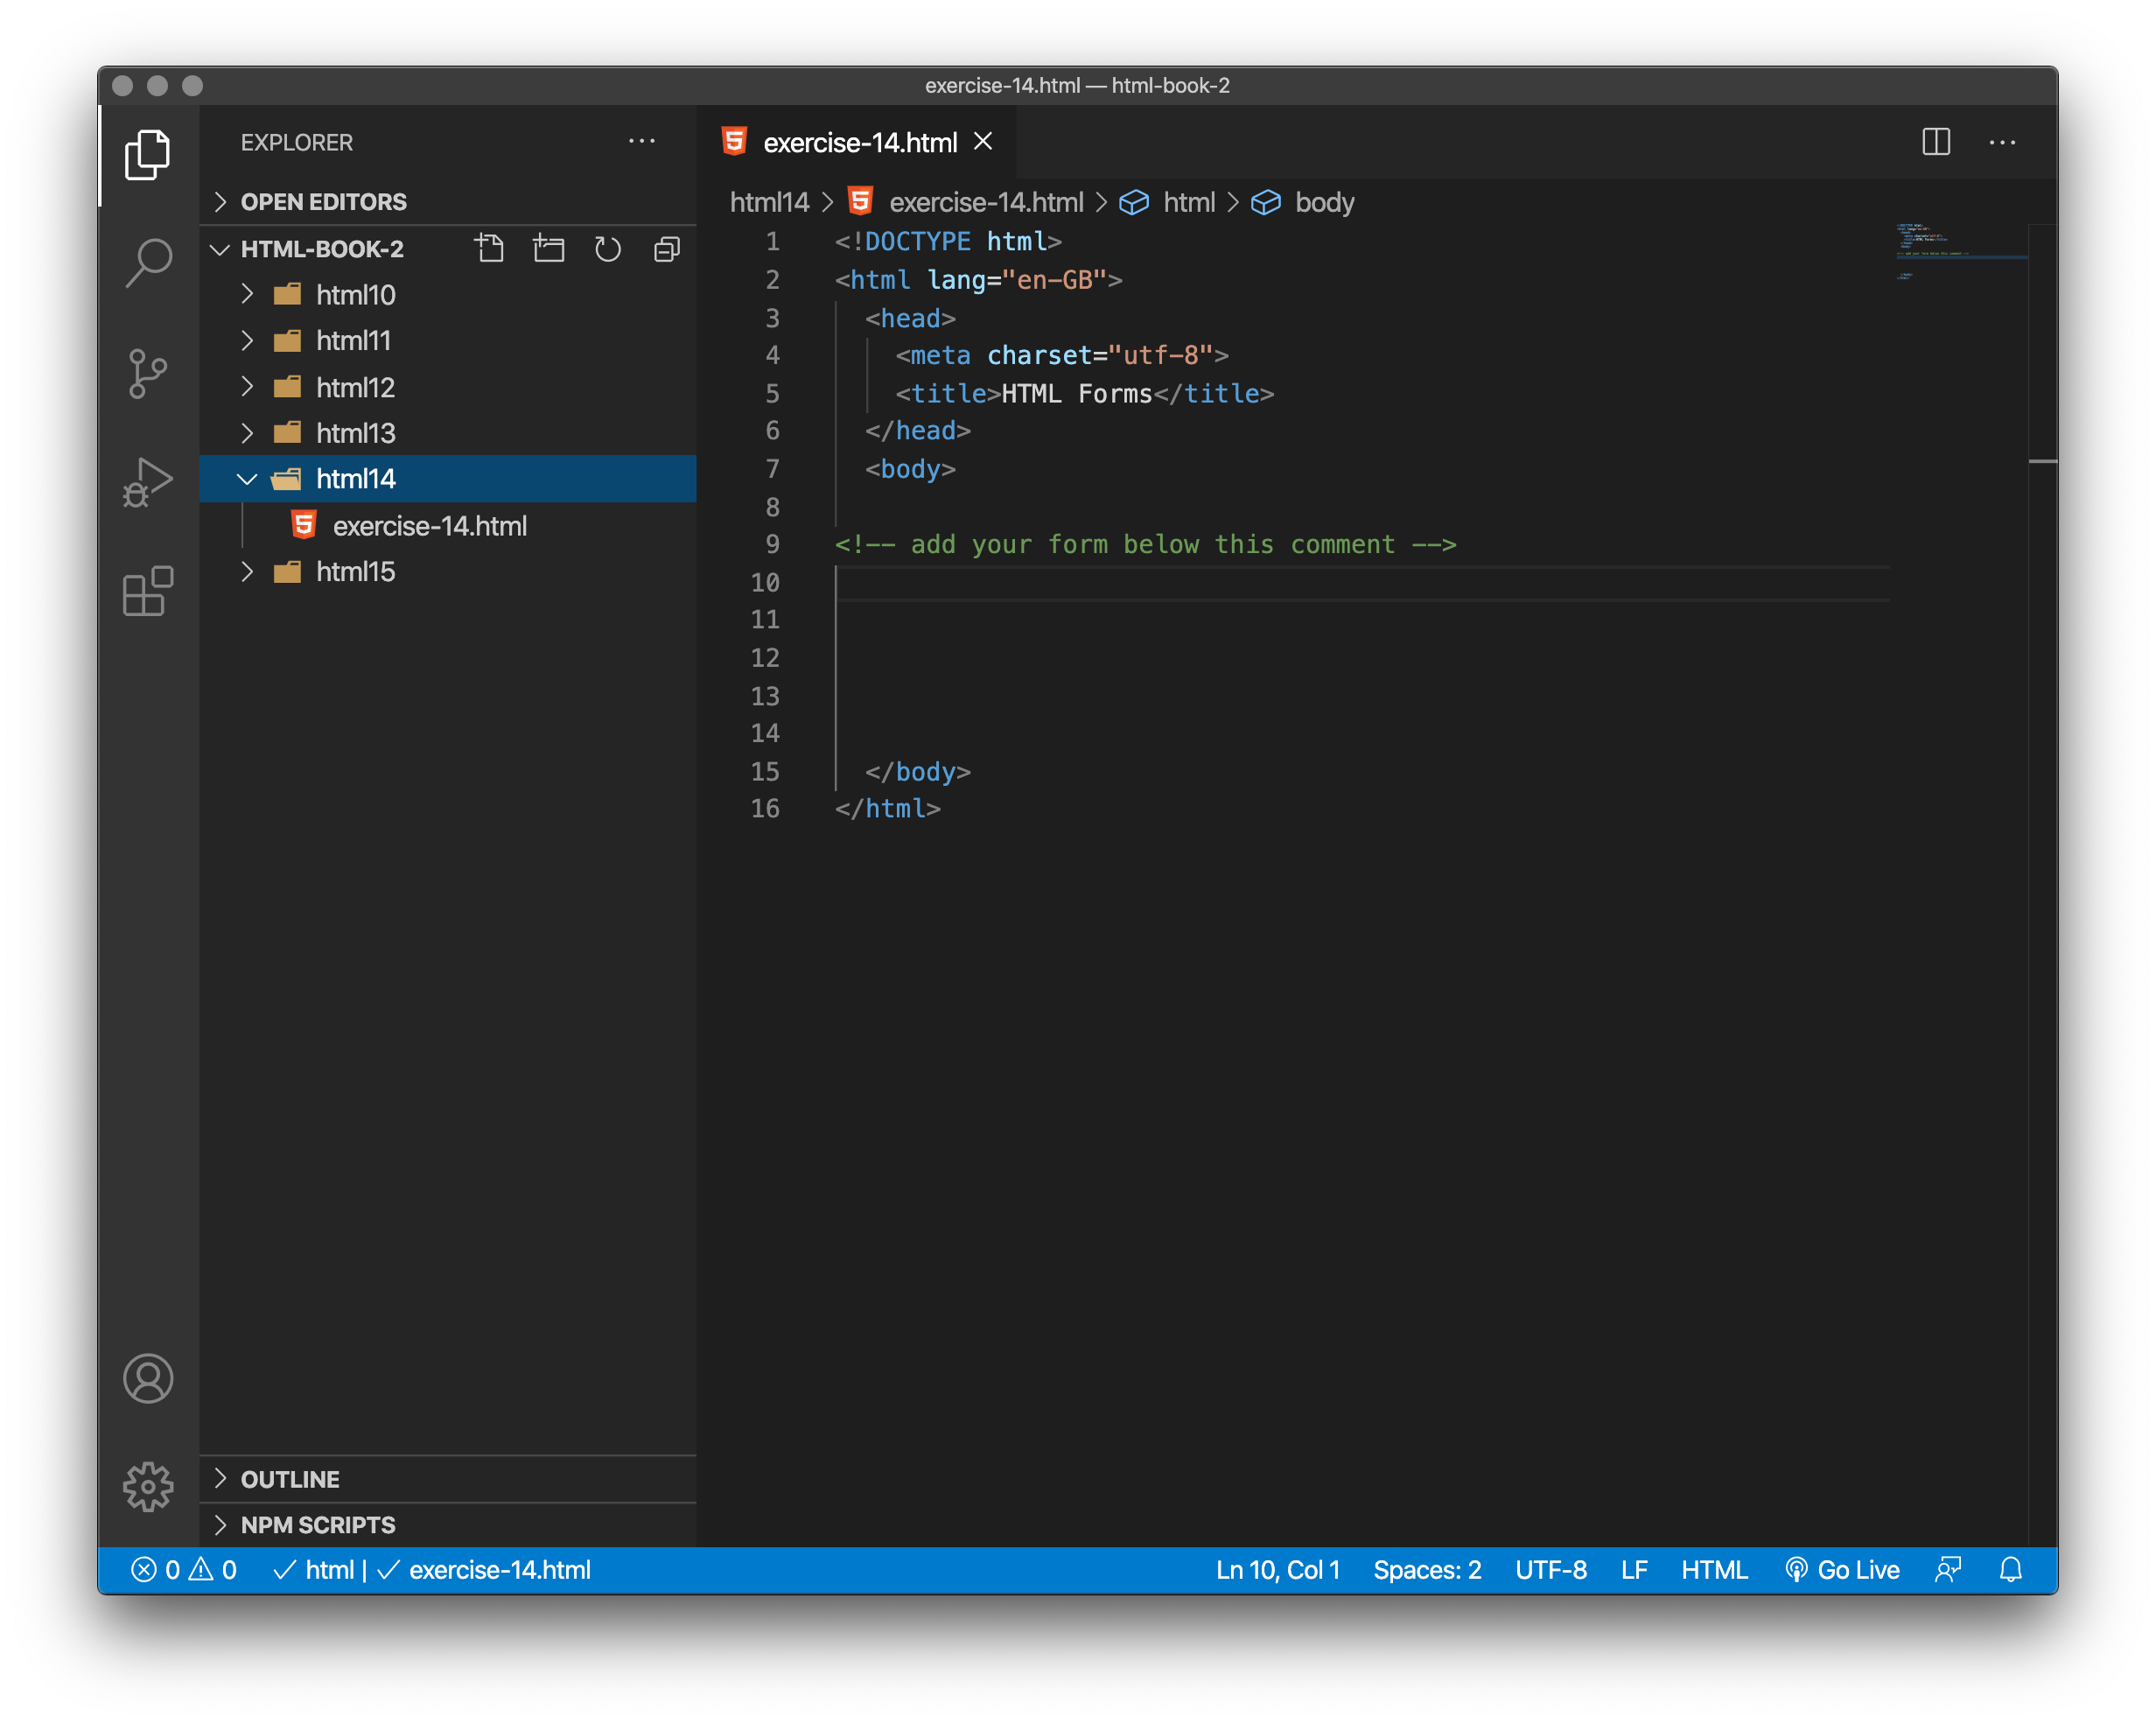 exercise-14.html — html-book-2
EXPLORER
OPEN EDITORS
HTML-BOOK-2
html10
html11
html12
html13
html14
exercise-14.html
html15
OUTLINE
NPM SCRIPTS
exercise-14.html
html14 > exercise-14.html > html > body
1 <!DOCTYPE html>
2 <html lang="en-GB">
3 <head>
4 <meta charset="utf-8">
5 <title>HTML Forms</title>
6 </head>
7 <body>
8
9 <!-- add your form below this comment -->
10
11
12
13
14
15 </body>
16 </html>
0 0 html | exercise-14.html Ln 10, Col 1 Spaces: 2 UTF-8 LF HTML Go Live